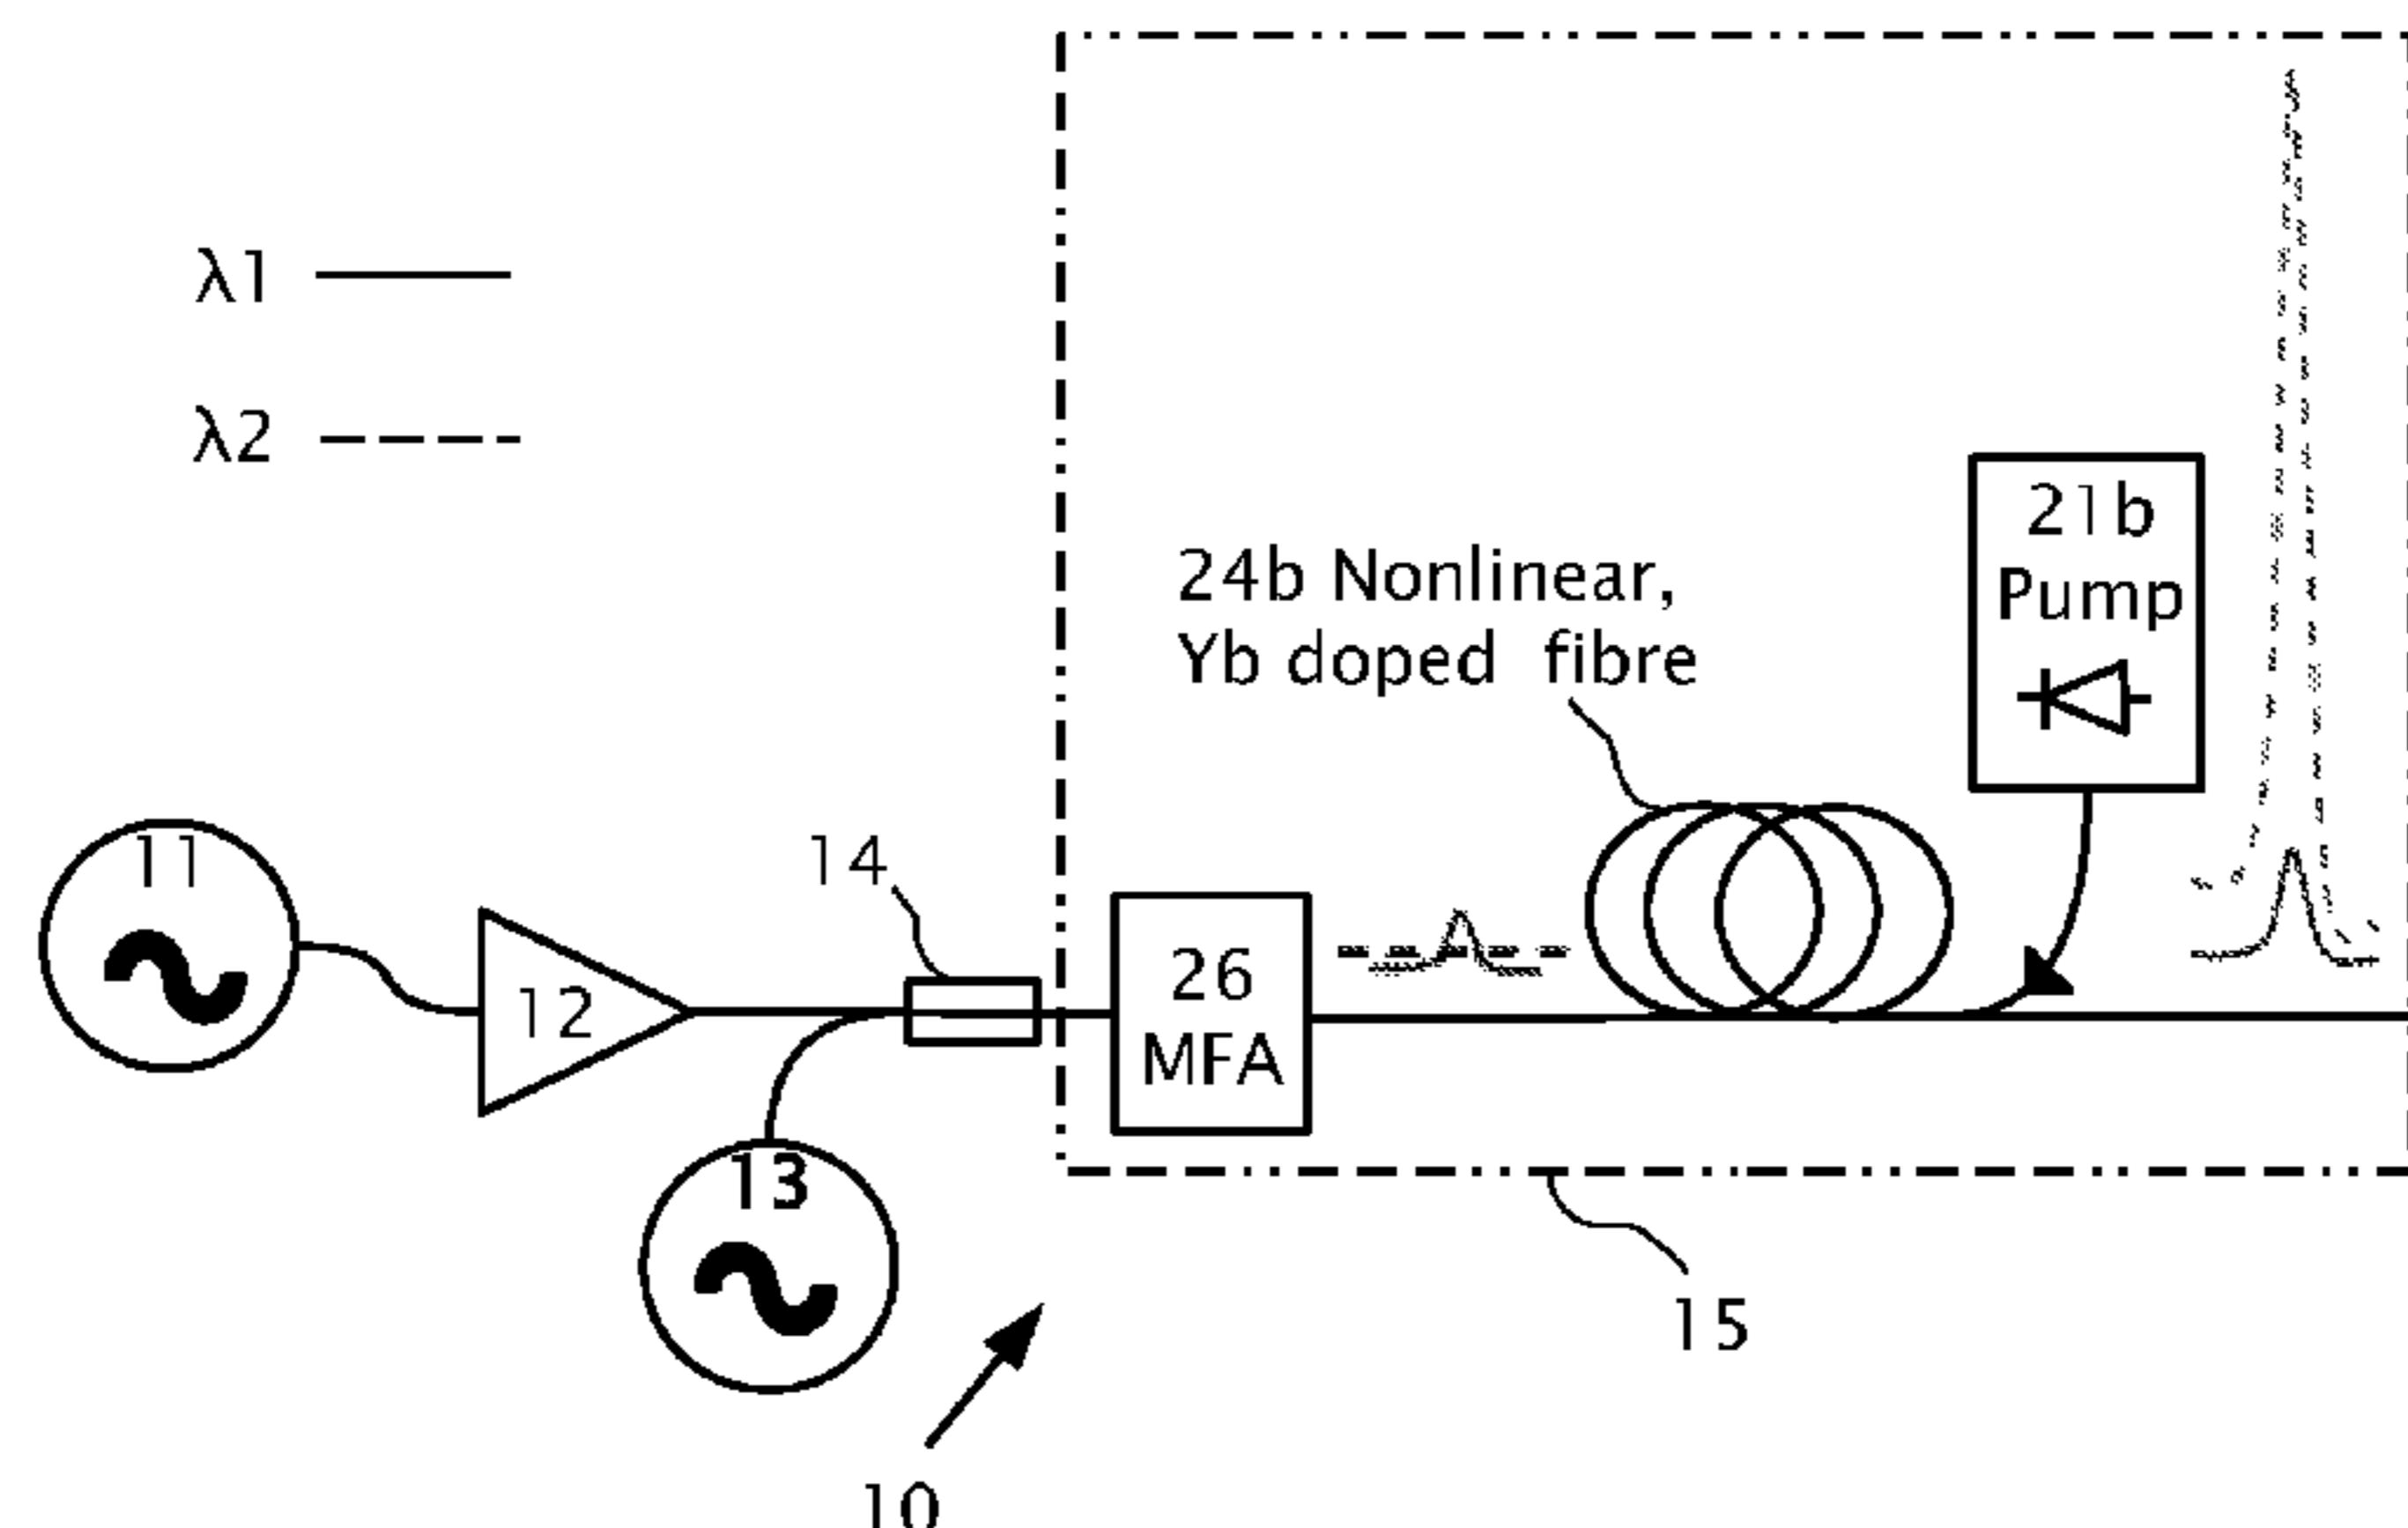 λ1
λ2
21b
Pump
24b Nonlinear,
Yb doped fibre
11
14
12
26
MFA
13
15
10